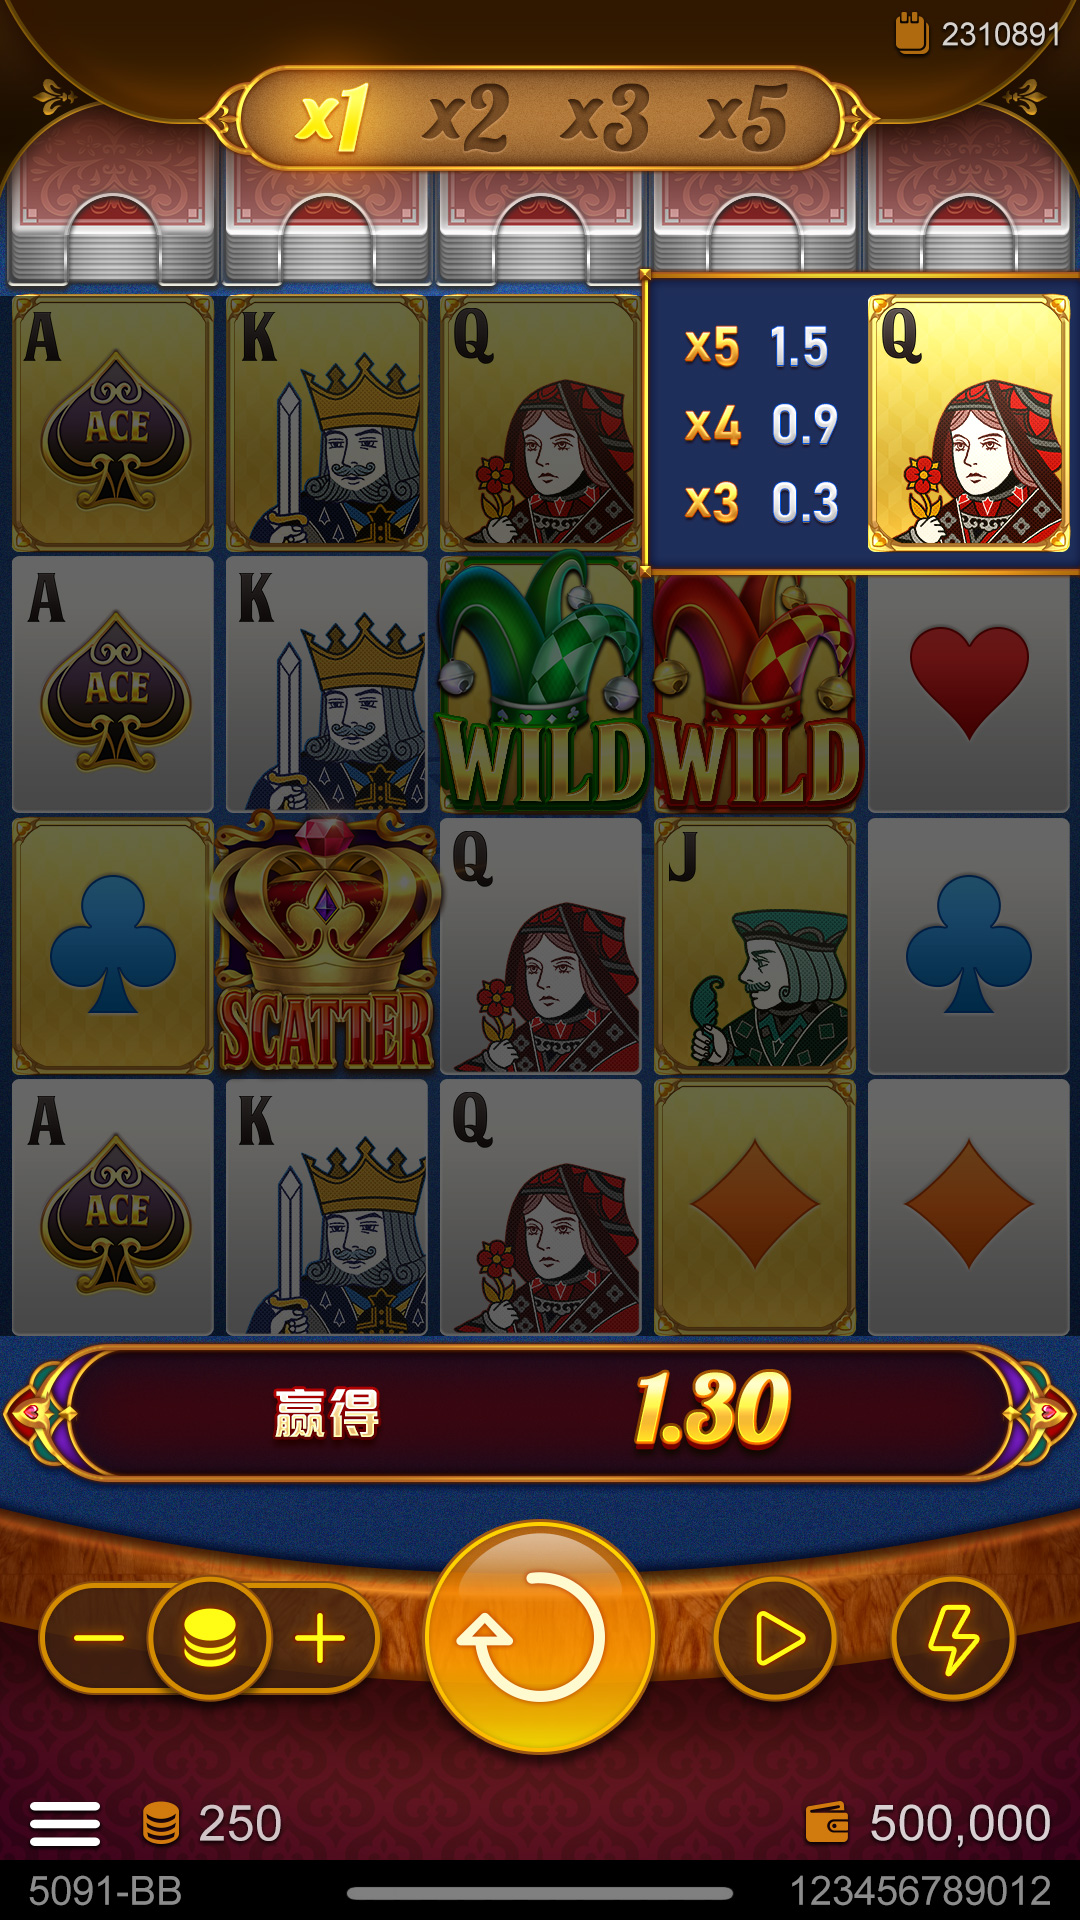 2310891
x1 x2 x3 x5
A K Q Q
ACE
x5 1.5
x4 0.9
x3 0.3
A K
ACE
WILD WILD
Q J
SCATTER
A K Q
ACE
赢得 1.30
250 500,000
5091-BB 123456789012